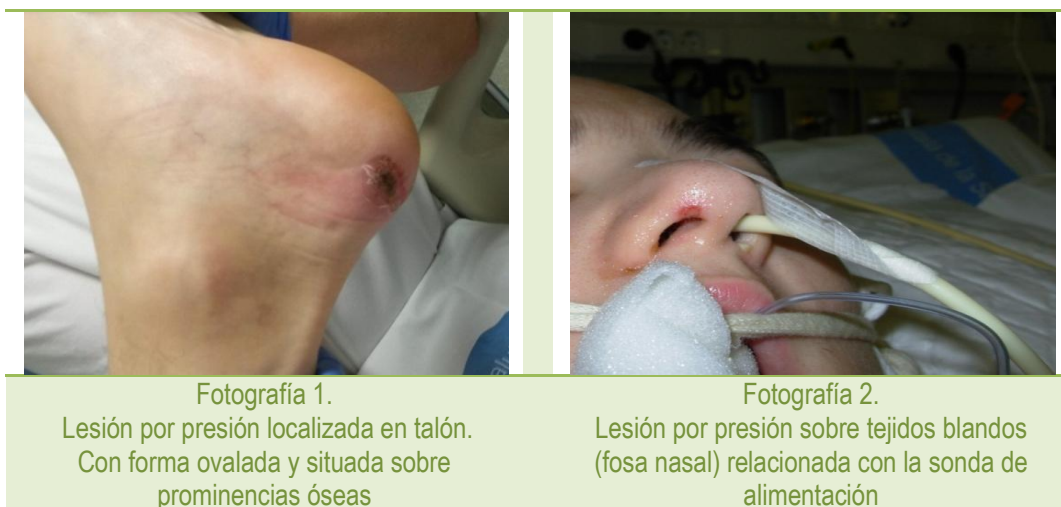 Fotografía 1.
Lesión por presión localizada en talón.
Con forma ovalada y situada sobre
prominencias óseas
Fotografía 2.
Lesión por presión sobre tejidos blandos
(fosa nasal) relacionada con la sonda de
alimentación